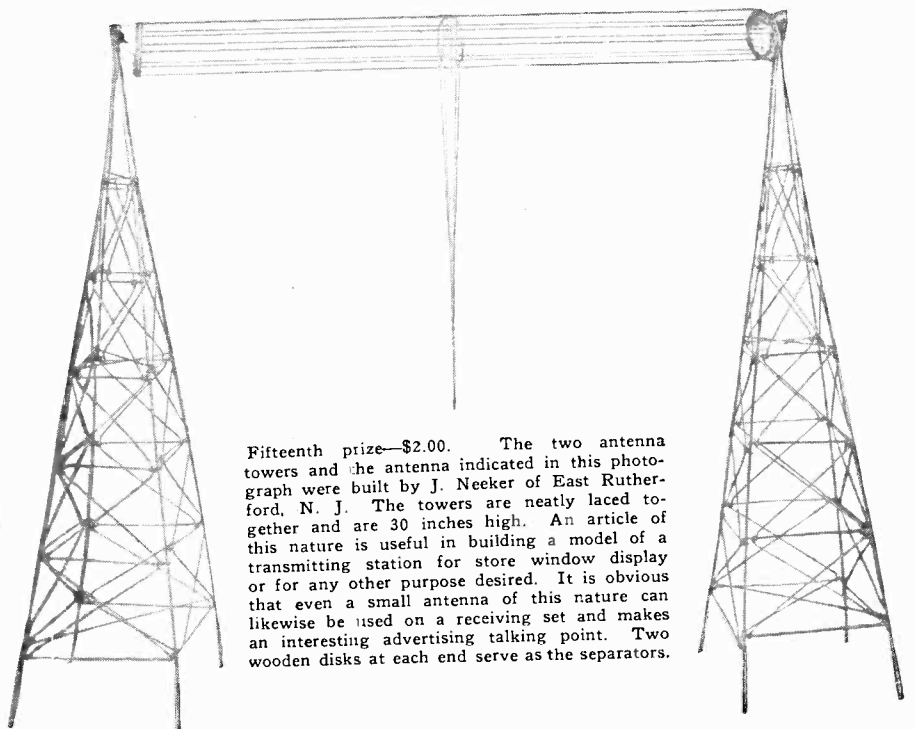 Fifteenth prize—$2.00. The two antenna
towers and the antenna indicated in this photo-
graph were built by J. Neeker of East Ruther-
ford, N. J. The towers are neatly laced to-
gether and are 30 inches high. An article of
this nature is useful in building a model of a
transmitting station for store window display
or for any other purpose desired. It is obvious
that even a small antenna of this nature can
likewise be used on a receiving set and makes
an interesting advertising talking point. Two
wooden disks at each end serve as the separators.